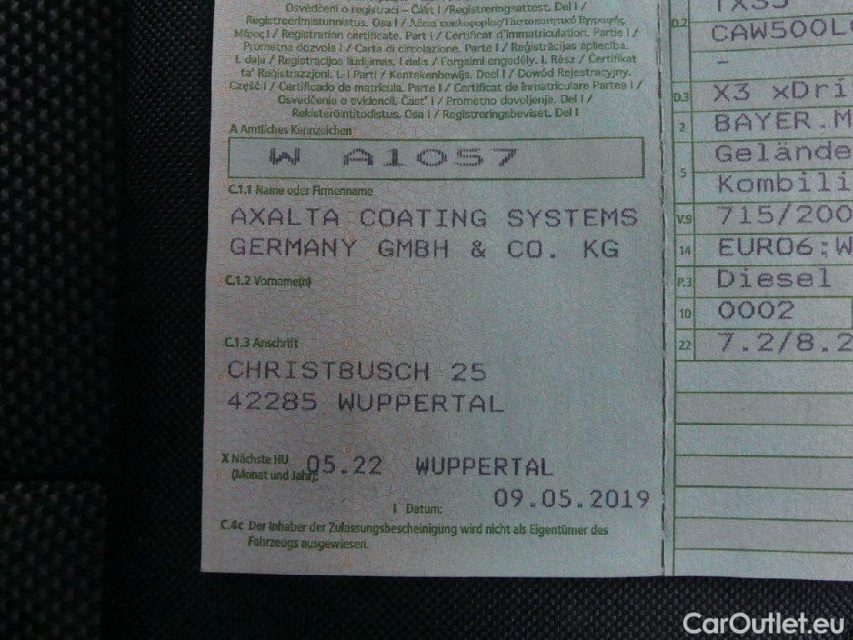 Osvědčení o registraci – Část I / Registreringsattest. Del I /
Registreerimistunnistus. Osa I / Άδεια κυκλοφορίας/Πιστοποιητικό Εγγραφής.
Μέρος I / Registration certificate. Part I / Certificat d'immatriculation. Partie I /
Prometna dozvola I / Carta di circolazione. Parte I / Reģistrācijas apliecība.
I. daļa / Registracijos liudijimas. I dalis / Forgalmi engedély. I. Rész / Ċertifikat
ta' Reġistrazzjoni. L-I Parti / Kentekenbewijs. Deel I / Dowód Rejestracyjny.
Część I / Certificado de matrícula. Parte I / Certificat de înmatriculare Partea I /
Osvedčenie o evidencii. Časť I / Prometno dovoljenje. Del I /
Rekisteröintitodistus. Osa I / Registreringsbeviset. Del I
A Amtliches Kennzeichen
W A1057
C.1.1 Name oder Firmenname
AXALTA COATING SYSTEMS
GERMANY GMBH & CO. KG
C.1.2 Vorname(n)
C.1.3 Anschrift
CHRISTBUSCH 25
42285 WUPPERTAL
X Nächste HU 05.22 WUPPERTAL
(Monat und Jahr):
09.05.2019
I Datum:
C.4c Der Inhaber der Zulassungsbescheinigung wird nicht als Eigentümer des
Fahrzeugs ausgewiesen.
D.2
CAW500L
–
D.3 X3 xDri
2 BAYER.M
Gelände
5 Kombili
V.9 715/200
14 EURO6;W
P.3 Diesel
10 0002
22 7.2/8.2
CarOutlet.eu